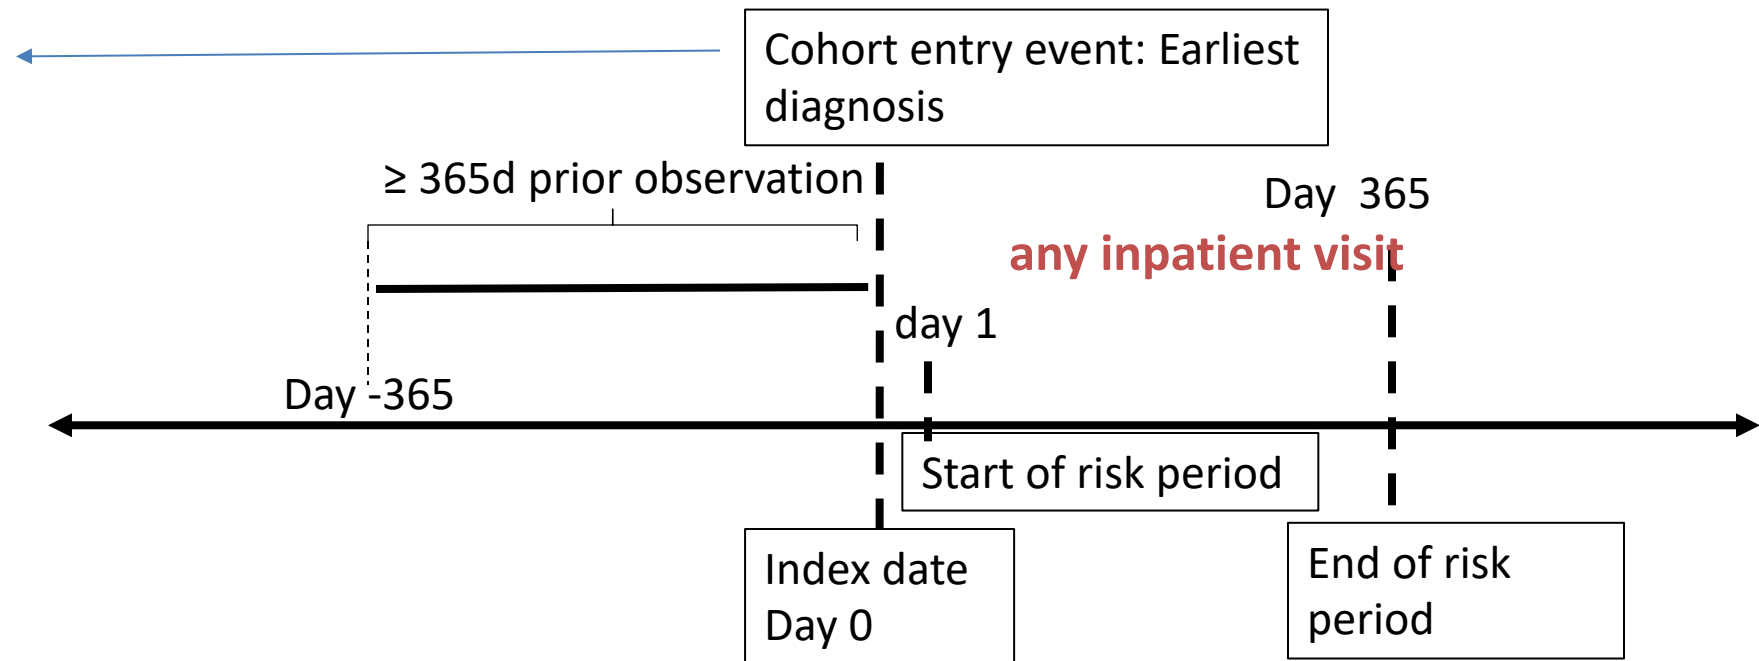 Cohort entry event: Earliest
diagnosis
≥ 365d prior observation
Day  365
any inpatient visit
day 1
Day -365
Start of risk period
Index date
Day 0
End of risk
period